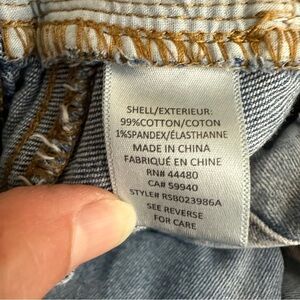 SHELL/EXTERIEUR:
99%COTTON/COTON
1%SPANDEX/ÉLASTHANNE
MADE IN CHINA
FABRIQUÉ EN CHINE
RN# 44480
CA# 59940
STYLE# RSB023986A
SEE REVERSE
FOR CARE